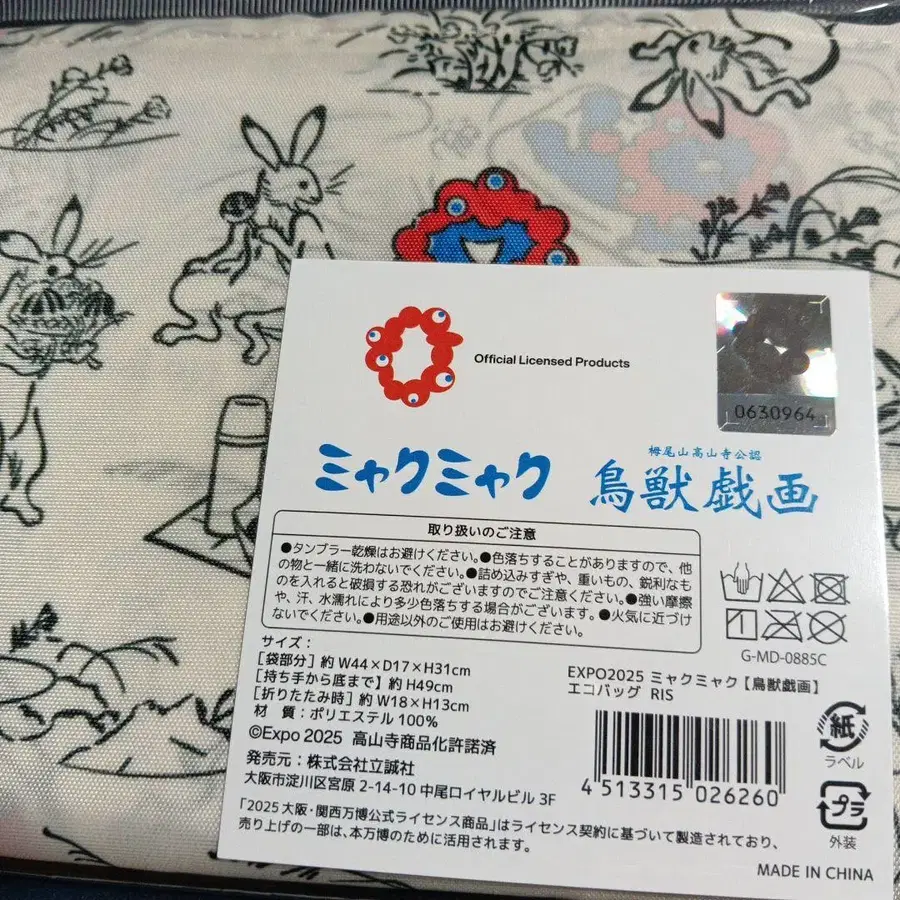 Official Licensed Products
0630964
ミャクミャク
栂尾山高山寺公認
鳥獣戯画
取り扱いのご注意
●タンブラー乾燥はお避けください。●色落ちすることがありますので、他
の物と一緒に洗わないでください。●詰め込みすぎや、重いもの、鋭利なも
のを入れると破損する恐れがございますのでご注意ください。●強い摩擦
や、汗、水濡れにより多少色落ちする場合がございます。●火気に近づけ
ないでください。●用途以外のご使用はお避けください。
G-MD-0885C
サイズ：
［袋部分］約 W44×D17×H31cm
［持ち手から底まで］約 H49cm
［折りたたみ時］約 W18×H13cm
材　質：ポリエステル 100%
©Expo 2025　高山寺商品化許諾済
発売元：株式会社立誠社
大阪市淀川区宮原 2-14-10 中尾ロイヤルビル 3F
EXPO2025 ミャクミャク【鳥獣戯画】
エコバッグ RIS
4 513315 026260
紙
ラベル
プラ
外装
「2025 大阪・関西万博公式ライセンス商品」はライセンス契約に基づいて製造されており、
売り上げの一部は、本万博のために活用されます。
MADE IN CHINA